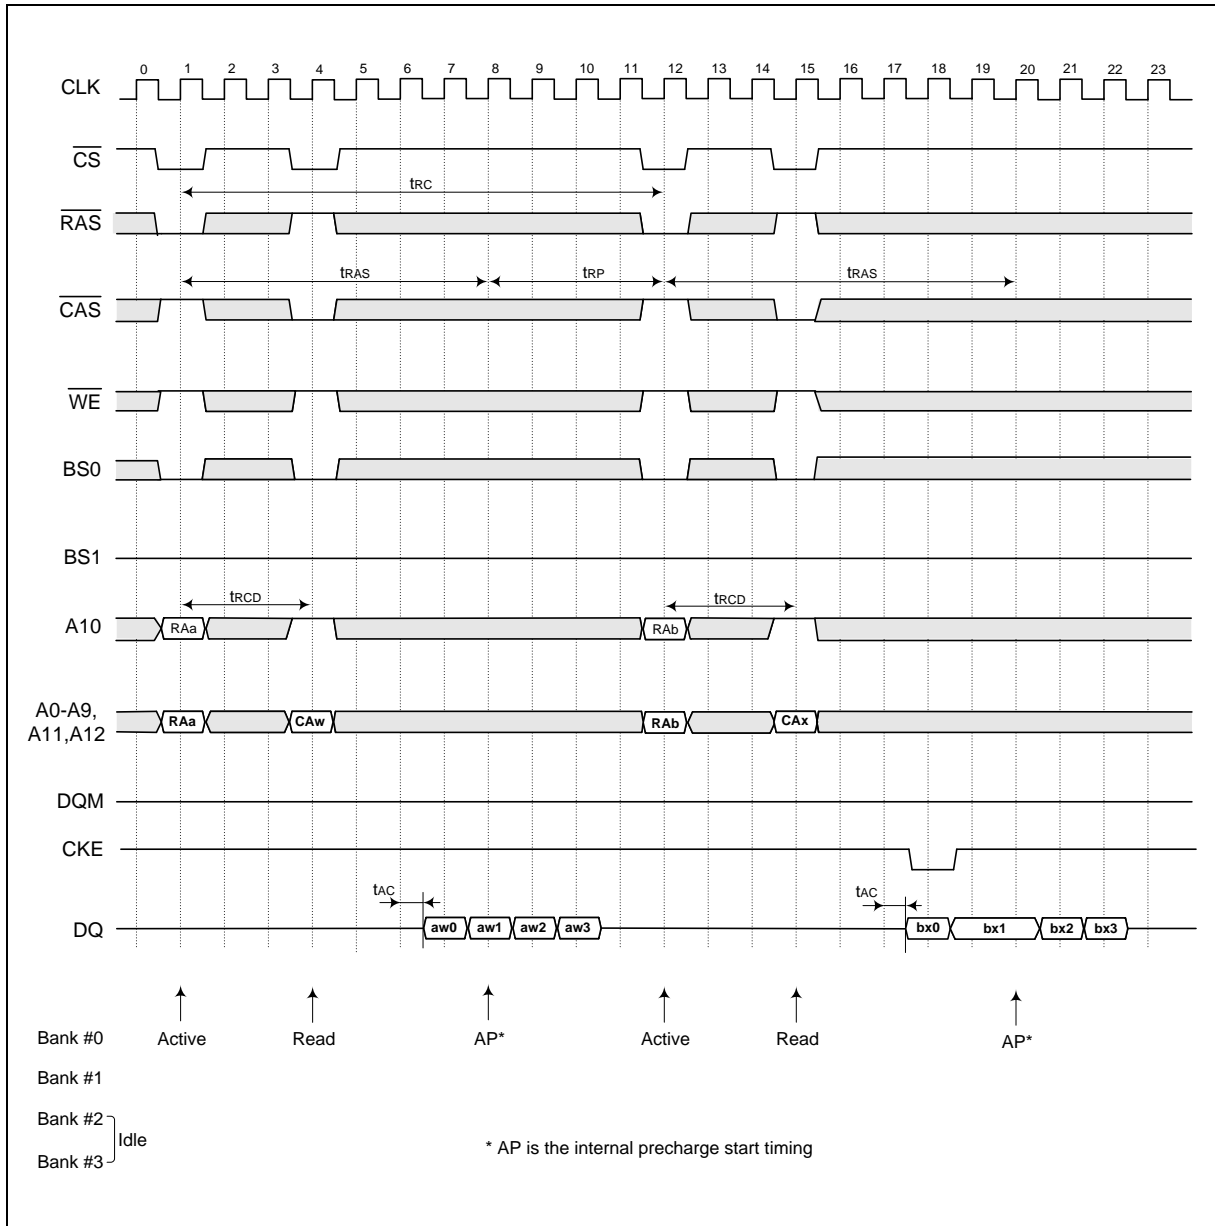 0 1 2 3 4 5 6 7 8 9 10 11 12 13 14 15 16 17 18 19 20 21 22 23
CLK
CS
tRC
RAS
tRAS tRP tRAS
CAS
WE
BS0
BS1
tRCD tRCD
A10 RAa RAb
A0-A9,
A11,A12
RAa CAw RAb CAx
DQM
CKE
tAC tAC
DQ aw0 aw1 aw2 aw3 bx0 bx1 bx2 bx3
Bank #0 Active Read AP* Active Read AP*
Bank #1
Bank #2
Idle
Bank #3
* AP is the internal precharge start timing